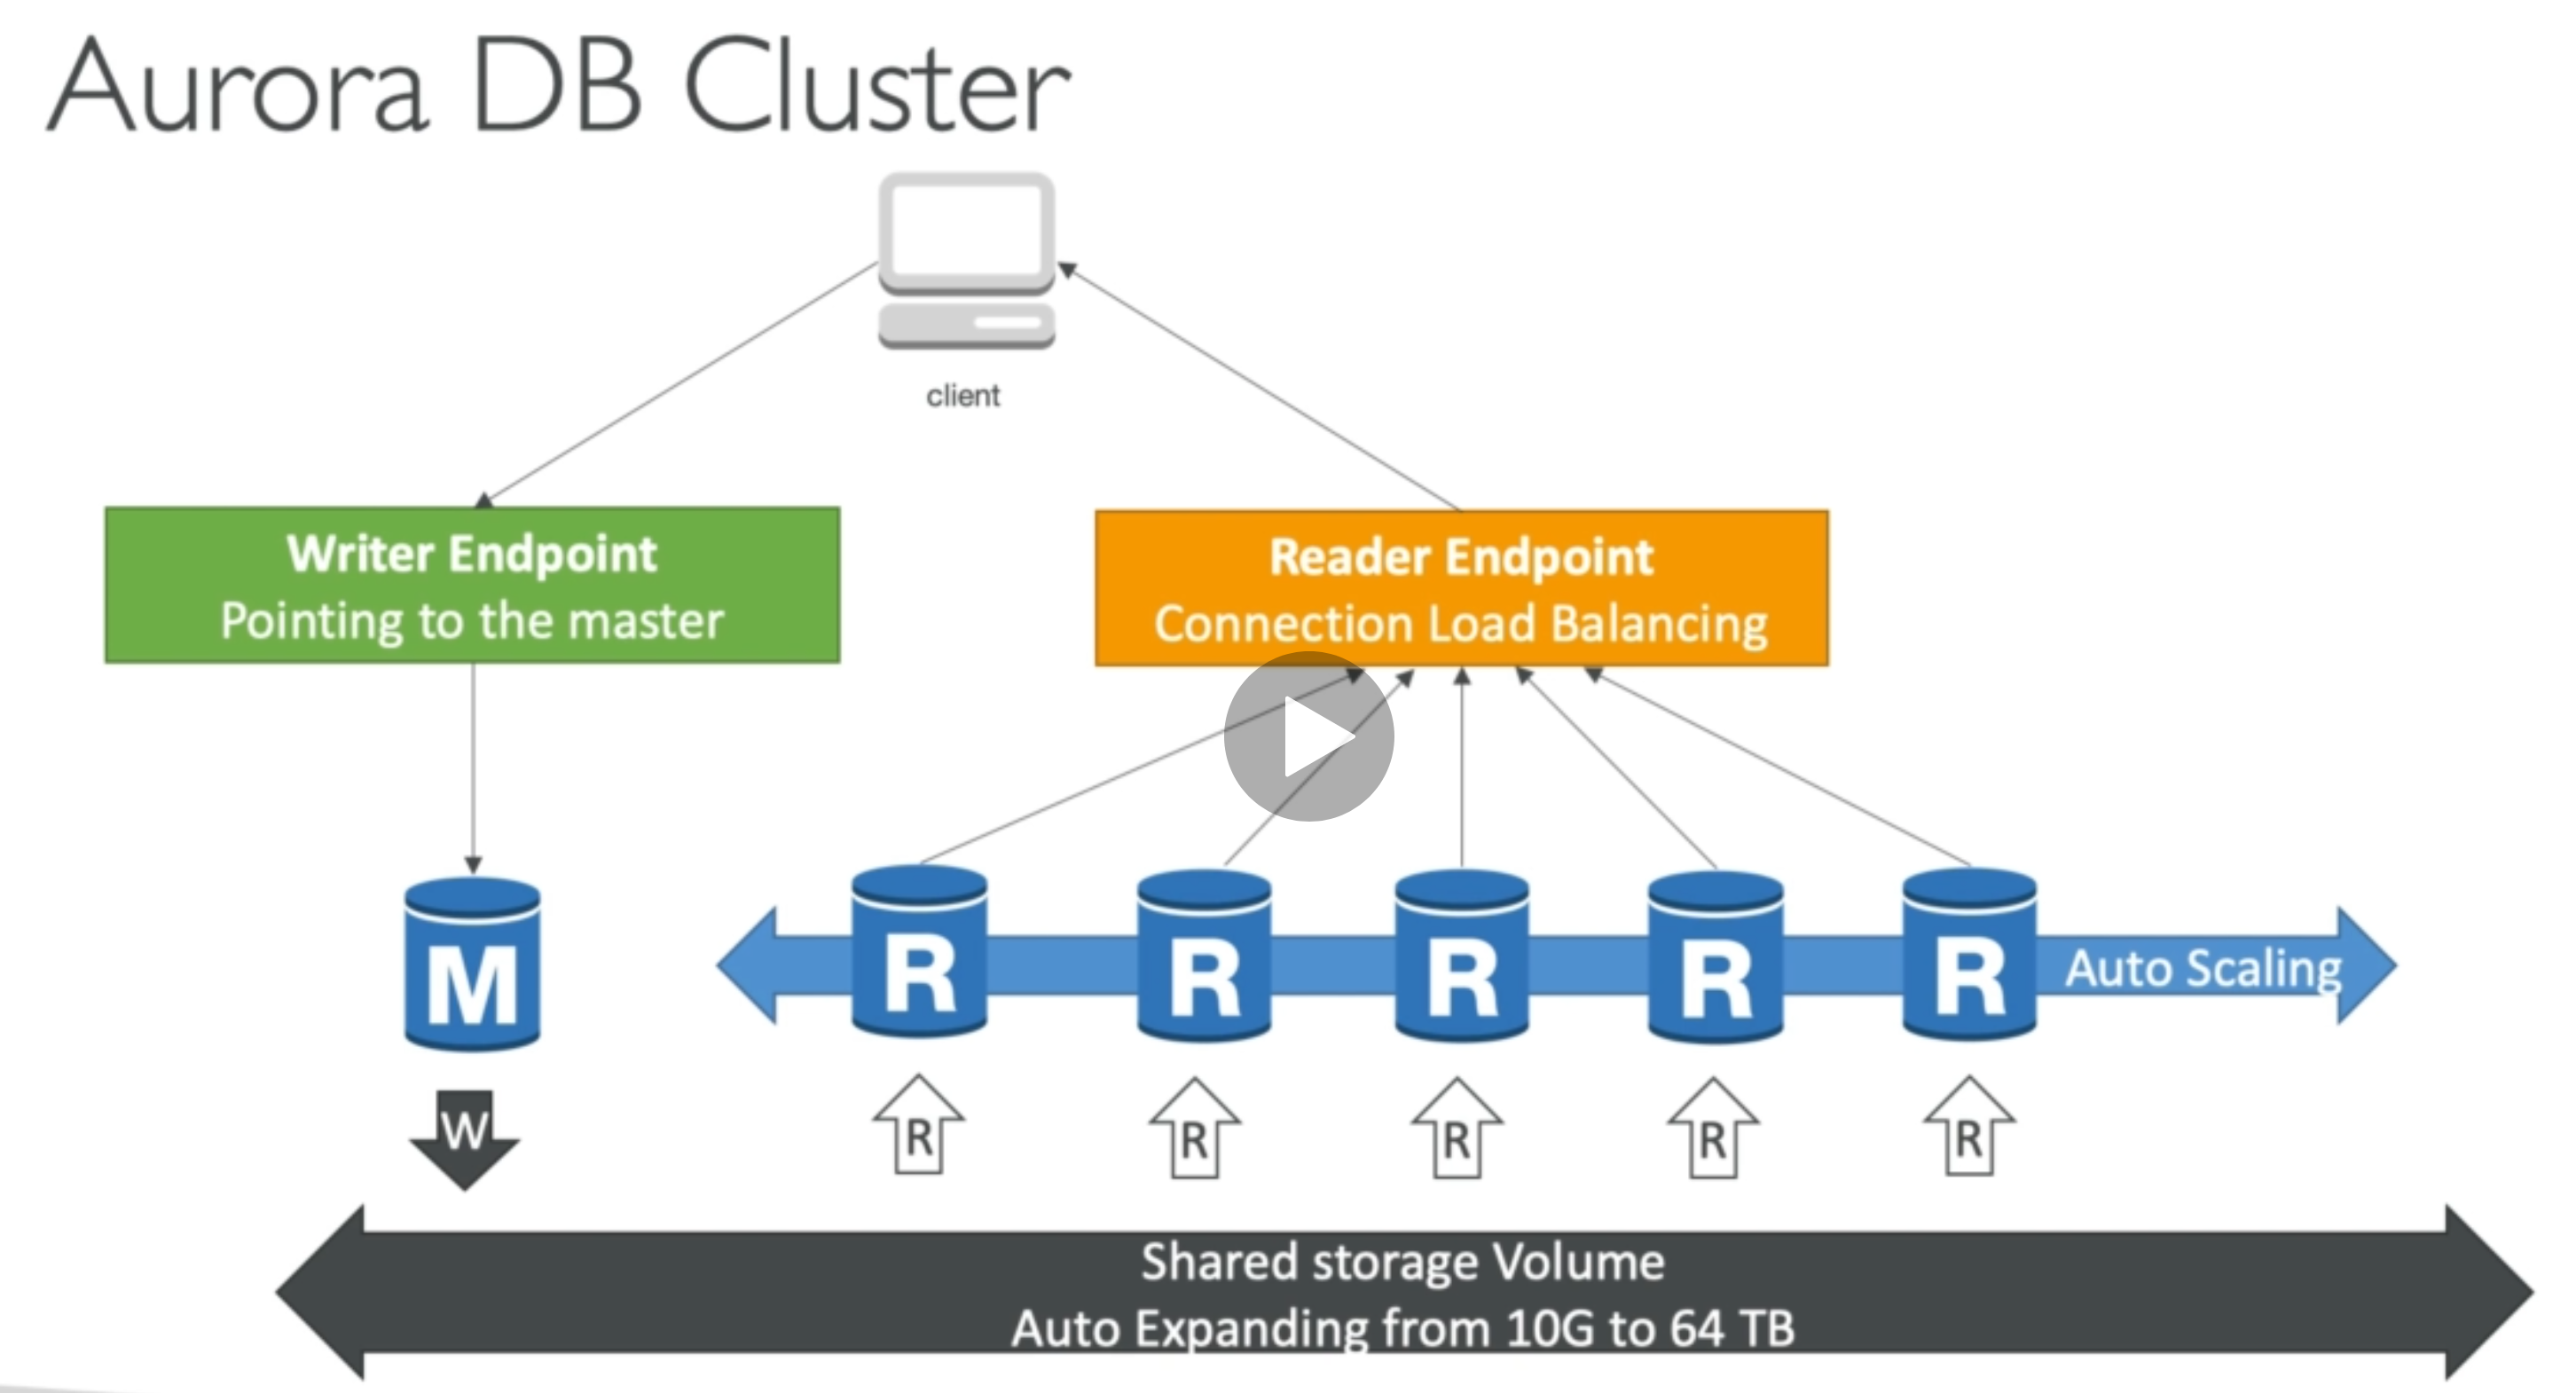 Aurora DB Cluster
client
Writer Endpoint
Pointing to the master
Reader Endpoint
Connection Load Balancing
M
R
R
R
R
R
Auto Scaling
W
R
R
R
R
R
Shared storage Volume
Auto Expanding from 10G to 64 TB